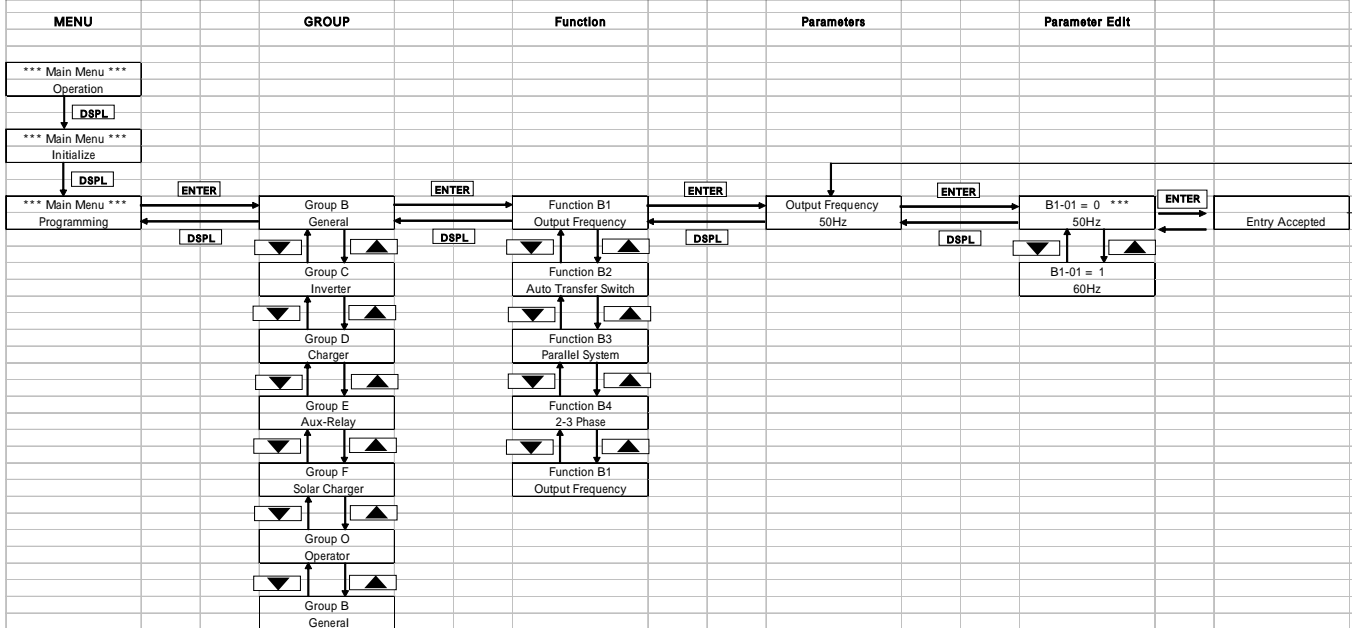 MENU GROUP Function Parameters Parameter Edit
*** Main Menu ***
Operation
DSPL
*** Main Menu ***
Initialize
DSPL
ENTER ENTER ENTER ENTER ENTER
*** Main Menu *** Group B Function B1 Output Frequency B1-01 = 0 ***
Programming General Output Frequency 50Hz 50Hz Entry Accepted
DSPL DSPL DSPL DSPL
Group C Function B2 B1-01 = 1
Inverter Auto Transfer Switch 60Hz
Group D Function B3
Charger Parallel System
Group E Function B4
Aux-Relay 2-3 Phase
Group F Function B1
Solar Charger Output Frequency
Group O
Operator
Group B
General